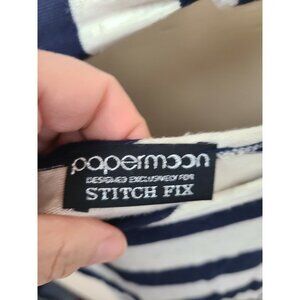 papermoon
DESIGNED EXCLUSIVELY FOR
STITCH FIX